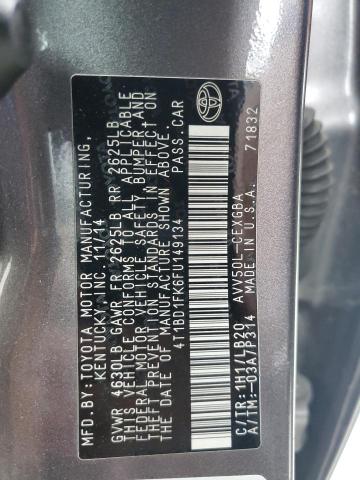 MFD.BY: TOYOTA MOTOR MANUFACTURING,
KENTUCKY, INC. 11/14
GVWR 4630LB GAWR FR 2625LB RR 2625LB
THIS VEHICLE CONFORMS TO ALL APPLICABLE
FEDERAL MOTOR VEHICLE SAFETY BUMPER AND
THEFT PREVENTION STANDARDS IN EFFECT ON
THE DATE OF MANUFACTURE SHOWN ABOVE.
4T1BD1FK6FU149134 PASS.CAR
C/TR: 1H1/LB20 AVV50L-CEXGBA
A/TM: -03A/P314 MADE IN U.S.A.
71832